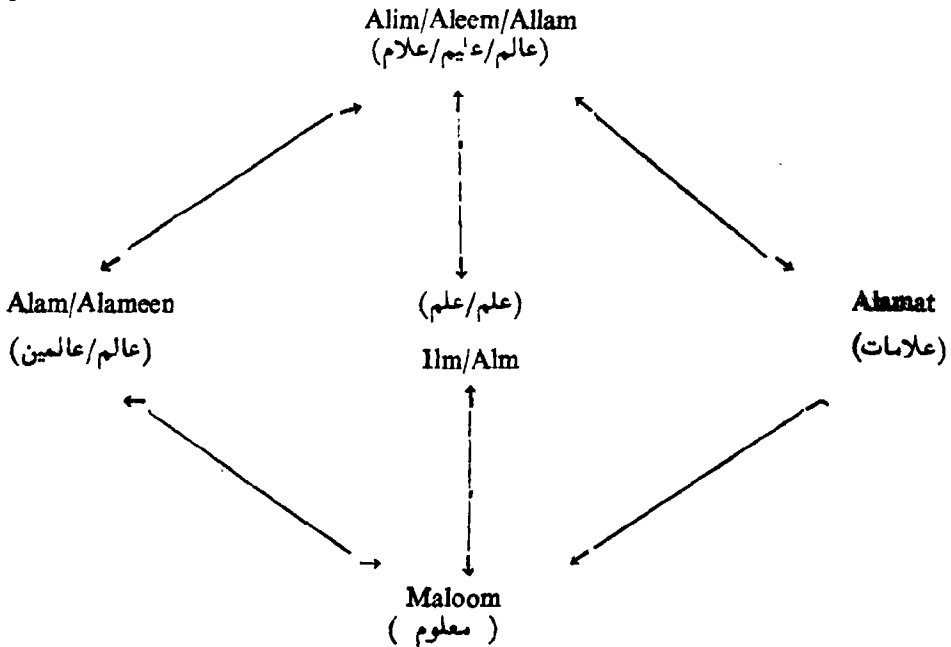 Alim/Aleem/Allam
(عالم/عليم/علام)
Alam/Alameen
(عالم/عالمين)
(علم/علم)
Ilm/Alm
Alamat
(علامات)
Maloom
( معلوم )